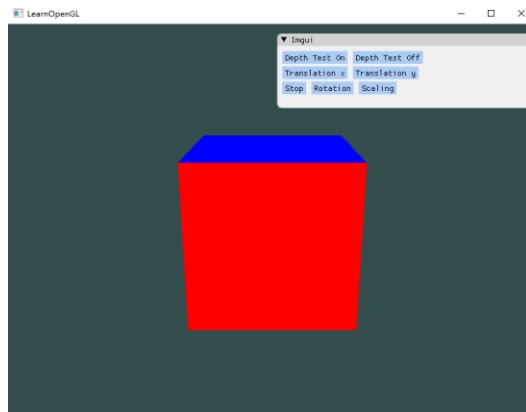 LearnOpenGL
Imgui
Depth Test On Depth Test Off
Translation x Translation y
Stop Rotation Scaling